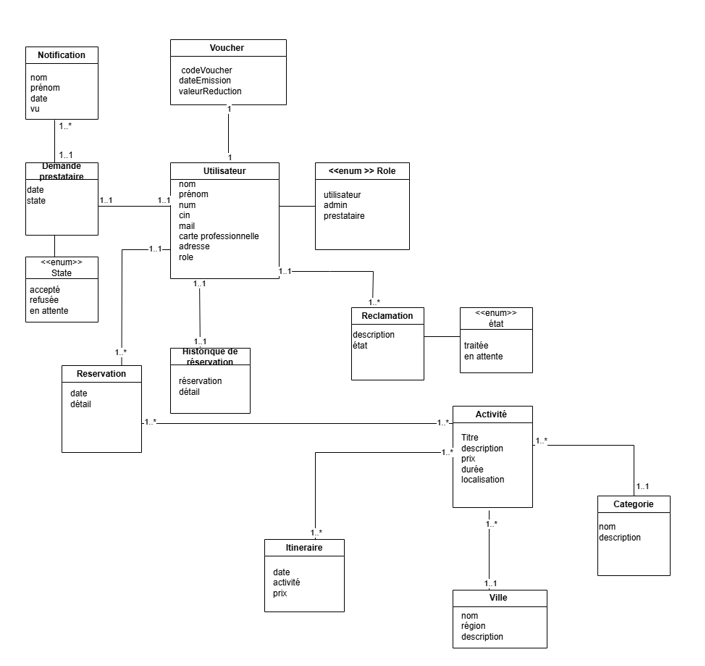 Notification
nom
prénom
date
vu
Voucher
codeVoucher
dateEmission
valeurReduction
1..*
1
1..1
1
Demande
prestataire
date
state
1..1
1..1
Utilisateur
nom
prénom
num
cin
mail
carte professionnelle
adresse
role
<<enum >> Role
utilisateur
admin
prestataire
<<enum>>
State
accepté
refusée
en attente
1..1
1..1
1..1
1..*
Reclamation
description
état
<<enum>>
état
traitée
en attente
1..*
1..1
Historique de
réservation
réservation
détail
Reservation
date
détail
1..*
1..*
Activité
Titre
description
prix
durée
localisation
1..*
1..*
1..1
Categorie
nom
description
1..*
1..*
Itineraire
date
activité
prix
1..1
Ville
nom
région
description